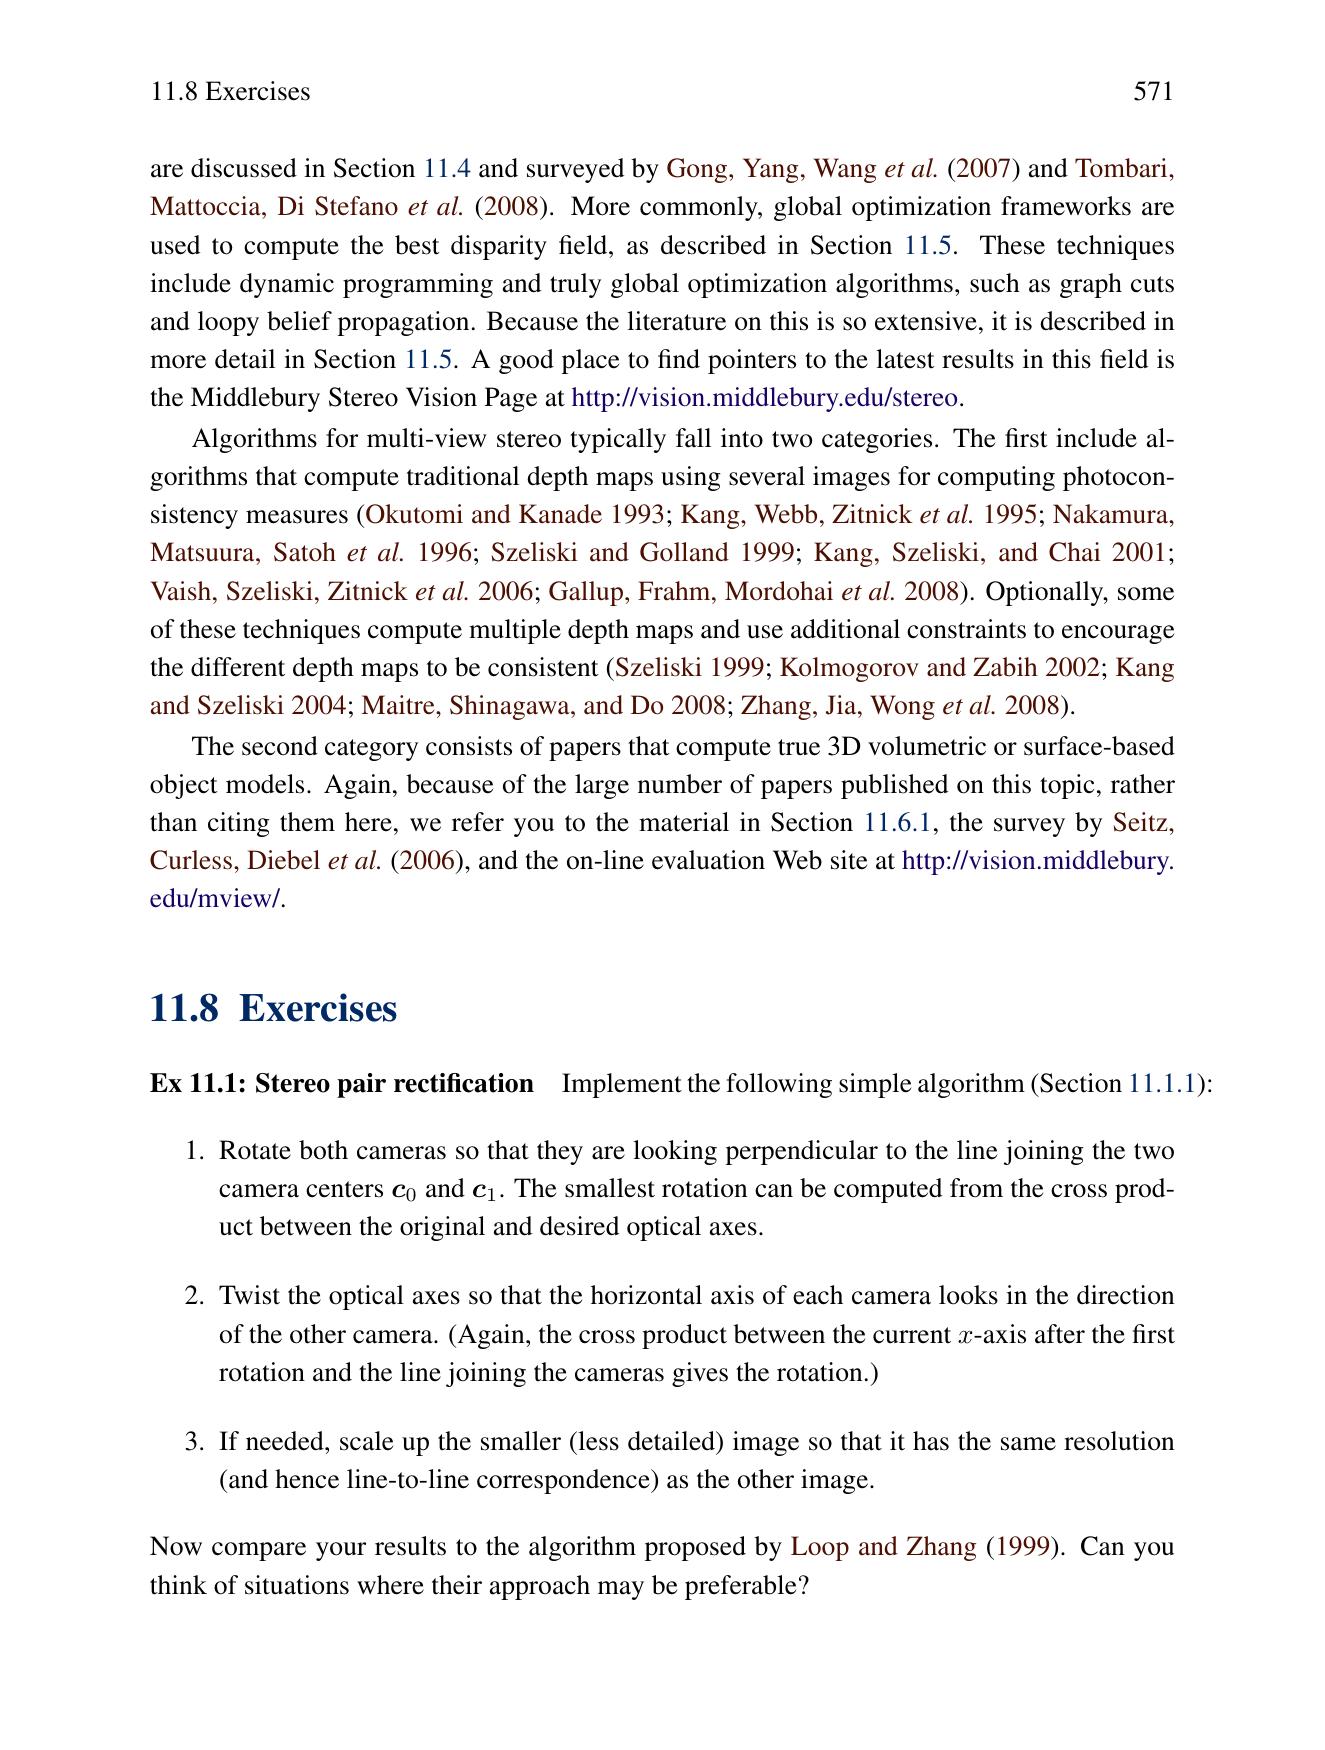 11.8 Exercises 571
are discussed in Section 11.4 and surveyed by Gong, Yang, Wang et al. (2007) and Tombari,
Mattoccia, Di Stefano et al. (2008). More commonly, global optimization frameworks are
used to compute the best disparity field, as described in Section 11.5. These techniques
include dynamic programming and truly global optimization algorithms, such as graph cuts
and loopy belief propagation. Because the literature on this is so extensive, it is described in
more detail in Section 11.5. A good place to find pointers to the latest results in this field is
the Middlebury Stereo Vision Page at http://vision.middlebury.edu/stereo.
Algorithms for multi-view stereo typically fall into two categories. The first include al-
gorithms that compute traditional depth maps using several images for computing photocon-
sistency measures (Okutomi and Kanade 1993; Kang, Webb, Zitnick et al. 1995; Nakamura,
Matsuura, Satoh et al. 1996; Szeliski and Golland 1999; Kang, Szeliski, and Chai 2001;
Vaish, Szeliski, Zitnick et al. 2006; Gallup, Frahm, Mordohai et al. 2008). Optionally, some
of these techniques compute multiple depth maps and use additional constraints to encourage
the different depth maps to be consistent (Szeliski 1999; Kolmogorov and Zabih 2002; Kang
and Szeliski 2004; Maitre, Shinagawa, and Do 2008; Zhang, Jia, Wong et al. 2008).
The second category consists of papers that compute true 3D volumetric or surface-based
object models. Again, because of the large number of papers published on this topic, rather
than citing them here, we refer you to the material in Section 11.6.1, the survey by Seitz,
Curless, Diebel et al. (2006), and the on-line evaluation Web site at http://vision.middlebury.
edu/mview/.
11.8 Exercises
Ex 11.1: Stereo pair rectification Implement the following simple algorithm (Section 11.1.1):
1. Rotate both cameras so that they are looking perpendicular to the line joining the two
camera centers c₀ and c₁. The smallest rotation can be computed from the cross prod-
uct between the original and desired optical axes.
2. Twist the optical axes so that the horizontal axis of each camera looks in the direction
of the other camera. (Again, the cross product between the current x-axis after the first
rotation and the line joining the cameras gives the rotation.)
3. If needed, scale up the smaller (less detailed) image so that it has the same resolution
(and hence line-to-line correspondence) as the other image.
Now compare your results to the algorithm proposed by Loop and Zhang (1999). Can you
think of situations where their approach may be preferable?